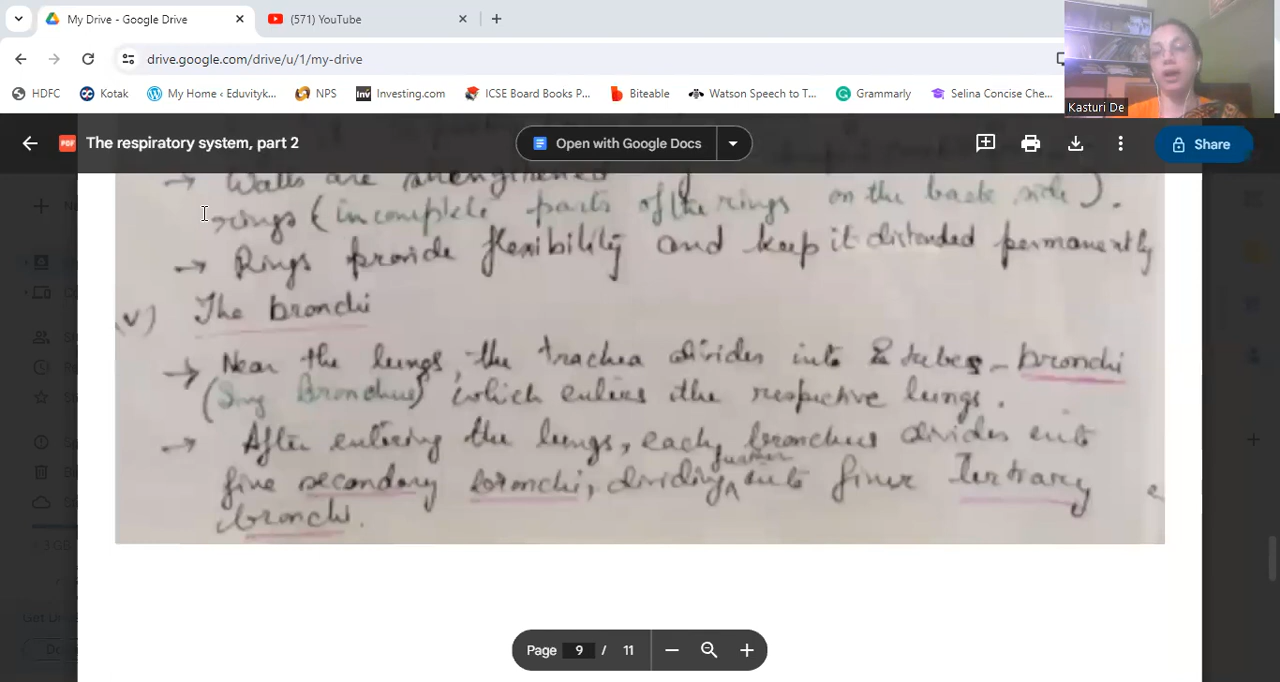 My Drive - Google Drive
(571) YouTube
drive.google.com/drive/u/1/my-drive
HDFC
Kotak
My Home ‹ Eduvityk...
NPS
Investing.com
ICSE Board Books P...
Biteable
Watson Speech to T...
Grammarly
Selina Concise Che...
Kasturi De
PDF
The respiratory system, part 2
Open with Google Docs
Share
→ Walls are strengthened
rings (incomplete parts of the rings on the back side).
→ Rings provide flexibility and keep it distended permanently
(v) The bronchi
→ Near the lungs, the trachea divides into 2 tubes - bronchi
(Sing Bronchus) which enters the respective lungs.
→ After entering the lungs, each bronchus divides into
fine secondary bronchi, dividing further into finer Tertiary
bronchi.
Page 9 / 11